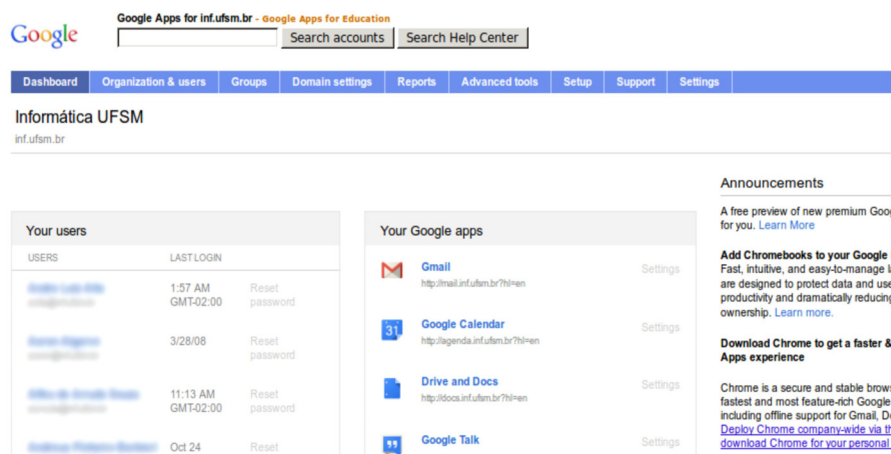 Google Apps for inf.ufsm.br - Google Apps for Education
Google
Search accounts Search Help Center
Dashboard Organization & users Groups Domain settings Reports Advanced tools Setup Support Settings
Informática UFSM
inf.ufsm.br
Your users
USERS LAST LOGIN
1:57 AM Reset
GMT-02:00 password
3/28/08 Reset
password
11:13 AM Reset
GMT-02:00 password
Oct 24 Reset
Your Google apps
Gmail Settings
http://mail.inf.ufsm.br?hl=en
31 Google Calendar Settings
http://agenda.inf.ufsm.br?hl=en
Drive and Docs Settings
http://docs.inf.ufsm.br?hl=en
Google Talk Settings
Announcements
A free preview of new premium Goo
for you. Learn More
Add Chromebooks to your Google
Fast, intuitive, and easy-to-manage
are designed to protect data and use
productivity and dramatically reducing
ownership. Learn more.
Download Chrome to get a faster &
Apps experience
Chrome is a secure and stable brows
fastest and most feature-rich Google
including offline support for Gmail, D
Deploy Chrome company-wide via th
download Chrome for your personal